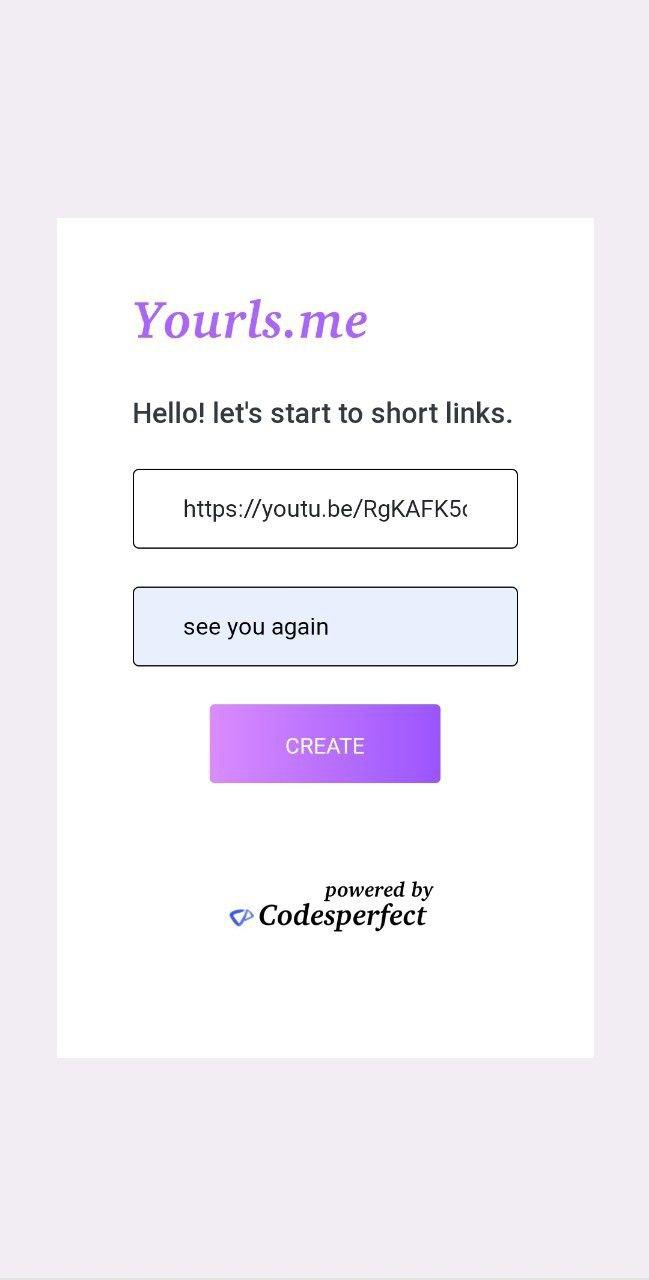 Yourls.me
Hello! let's start to short links.
https://youtu.be/RgKAFK5
see you again
CREATE
powered by
Codesperfect